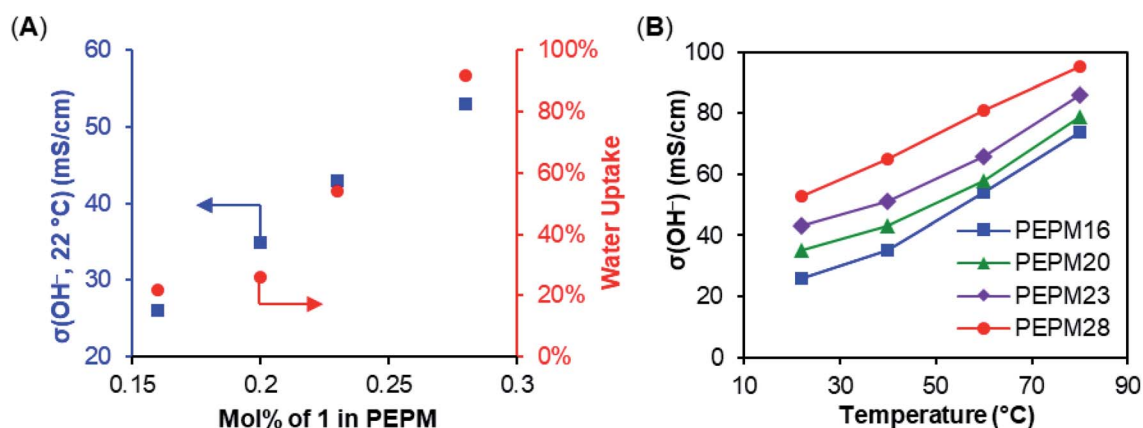 (A)
60
50
40
30
20
σ(OH⁻, 22 °C) (mS/cm)
100%
80%
60%
40%
20%
0%
Water Uptake
0.15 0.2 0.25 0.3
Mol% of 1 in PEPM
(B)
100
80
60
40
20
0
σ(OH⁻) (mS/cm)
PEPM16
PEPM20
PEPM23
PEPM28
10 30 50 70 90
Temperature (°C)